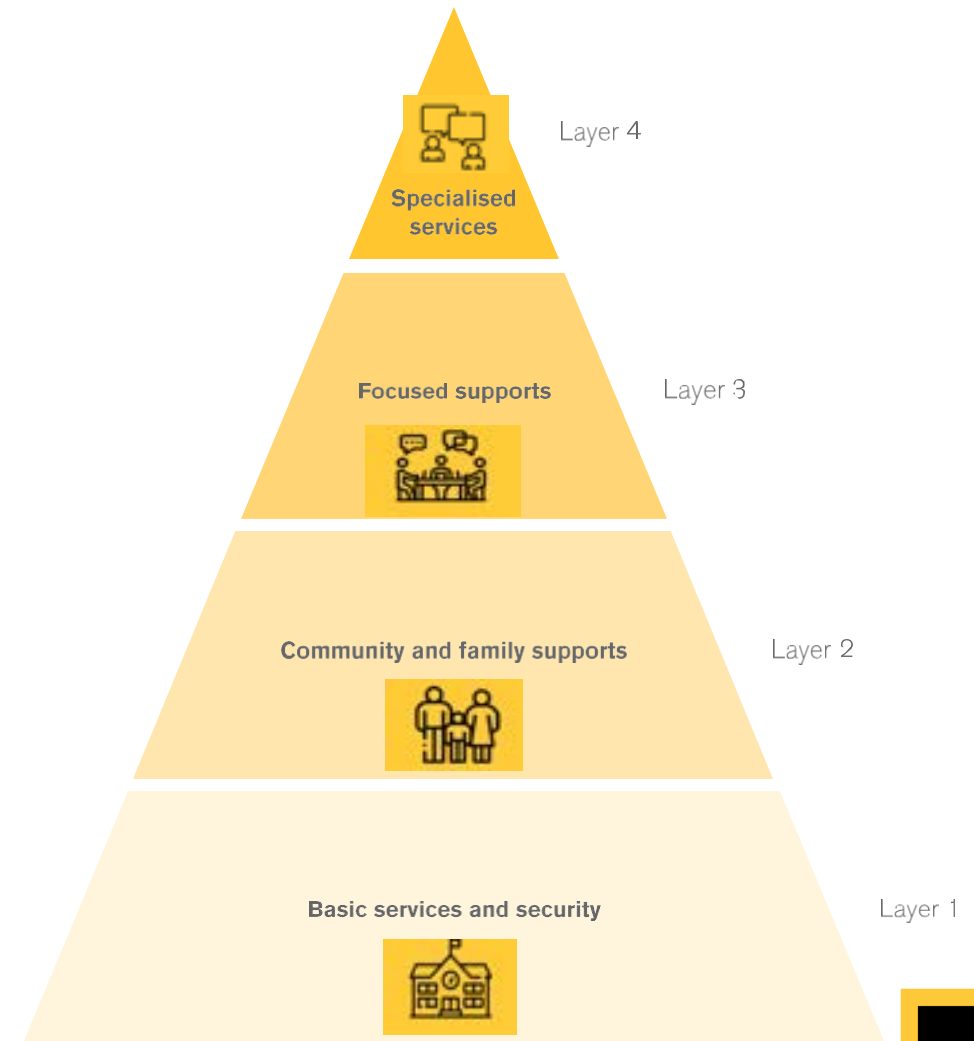 Layer 4
Specialised
services
Focused supports
Layer 3
Community and family supports
Layer 2
Basic services and security
Layer 1